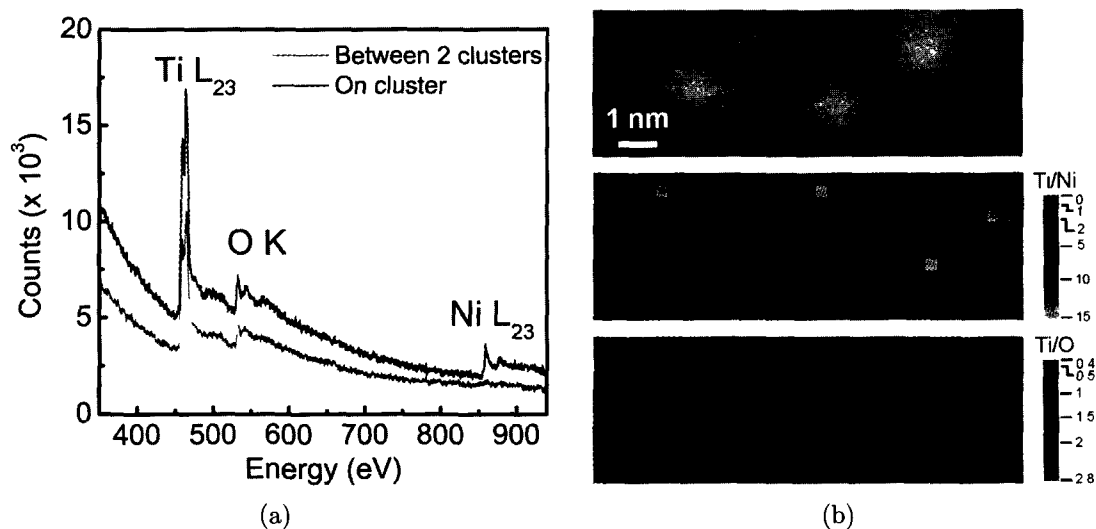 20
15
10
5
0
Counts (x 10³)
400 500 600 700 800 900
Energy (eV)
Between 2 clusters
On cluster
Ti L₂₃
O K
Ni L₂₃
(a)
1 nm
Ti/Ni
0
1
2
5
10
15
Ti/O
0 4
0 5
1
1 5
2
2 8
(b)